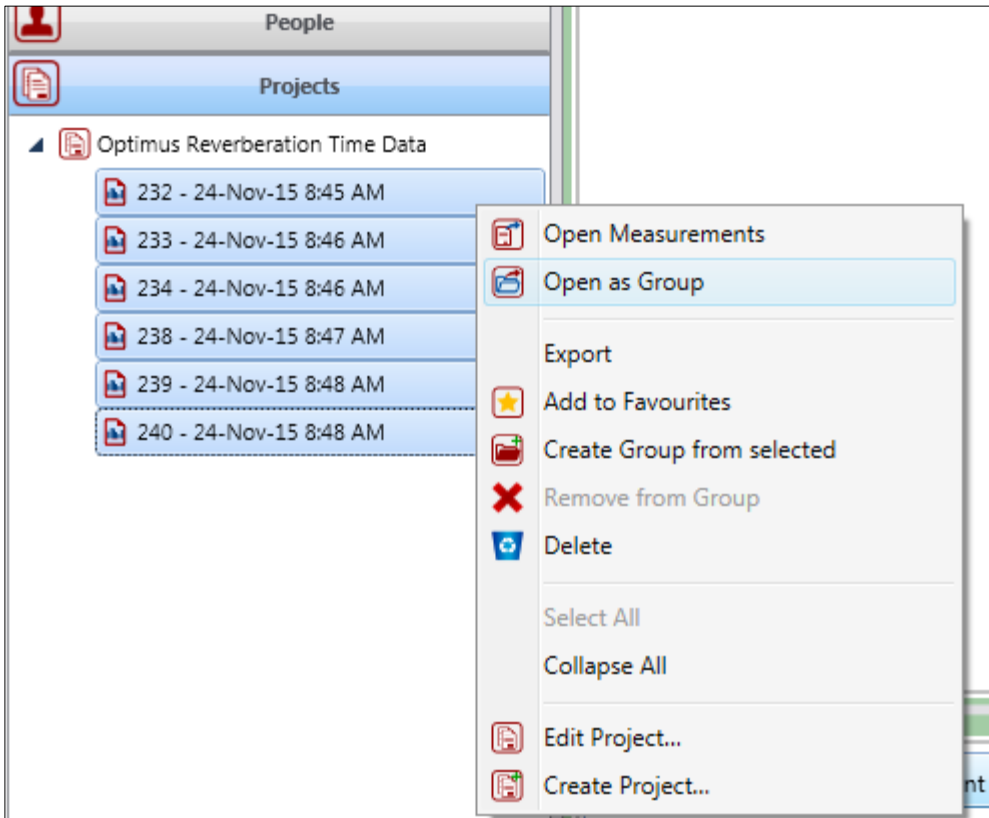 People
Projects
Optimus Reverberation Time Data
232 - 24-Nov-15 8:45 AM
233 - 24-Nov-15 8:46 AM
234 - 24-Nov-15 8:46 AM
238 - 24-Nov-15 8:47 AM
239 - 24-Nov-15 8:48 AM
240 - 24-Nov-15 8:48 AM
Open Measurements
Open as Group
Export
Add to Favourites
Create Group from selected
Remove from Group
Delete
Select All
Collapse All
Edit Project...
Create Project...
nt